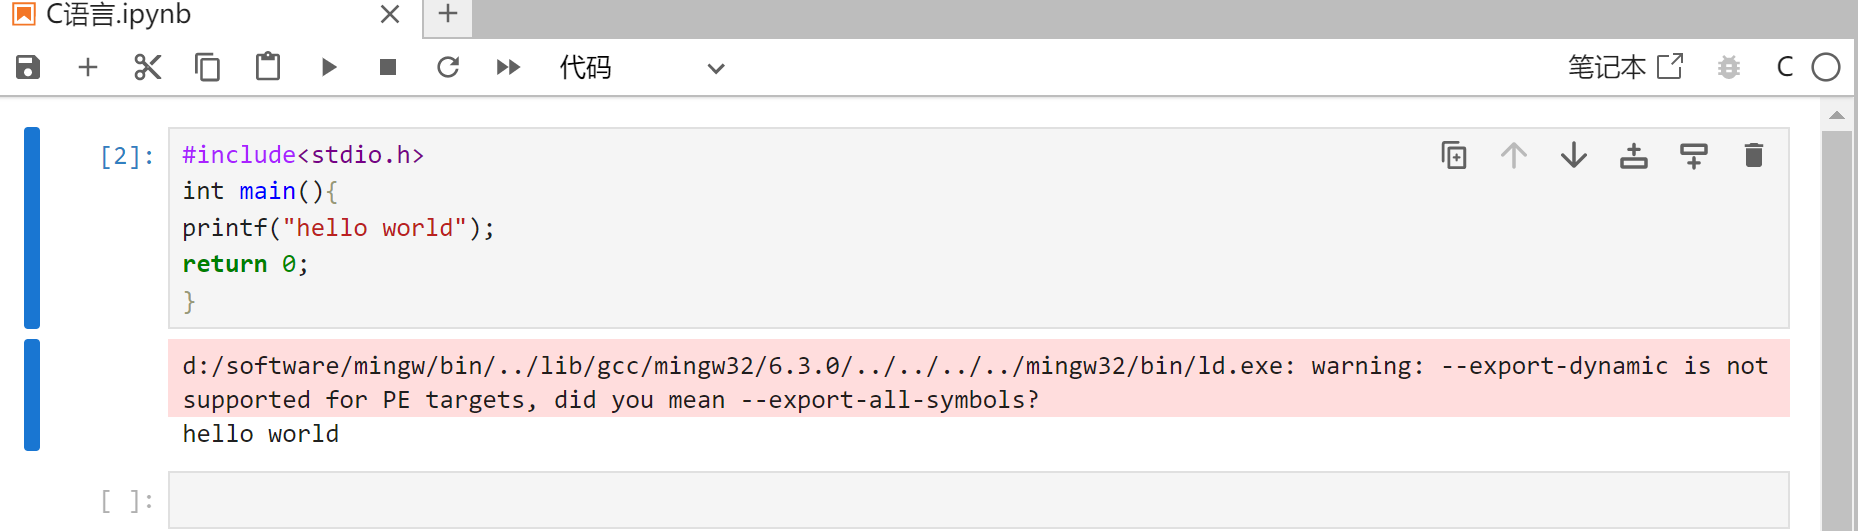 C语言.ipynb
代码
笔记本
C
[2]:
#include<stdio.h>
int main(){
printf("hello world");
return 0;
}
d:/software/mingw/bin/../lib/gcc/mingw32/6.3.0/../../../../mingw32/bin/ld.exe: warning: --export-dynamic is not
supported for PE targets, did you mean --export-all-symbols?
hello world
[ ]: